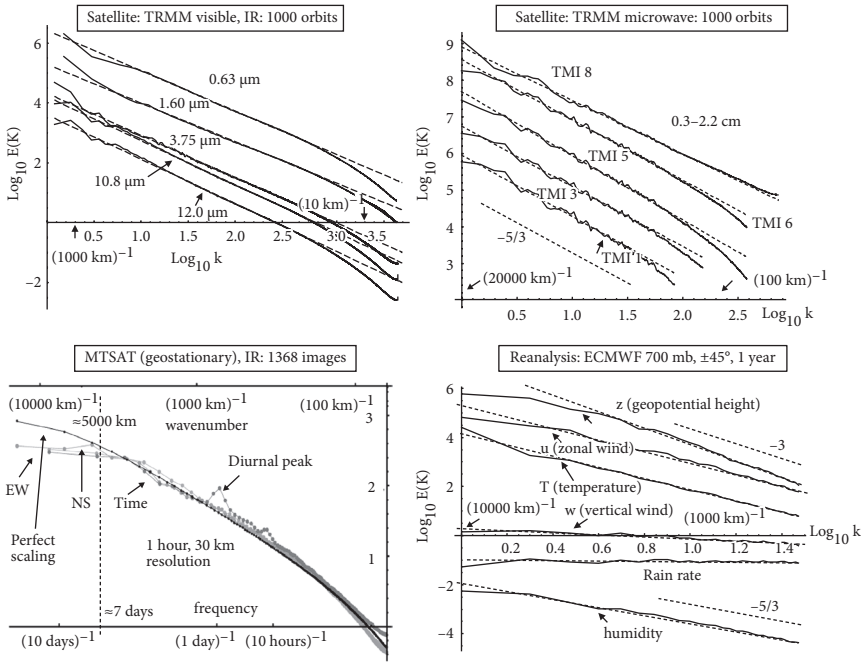 Satellite: TRMM visible, IR: 1000 orbits
Log10 E(K)
6
4
2
−2
0.63 µm
1.60 µm
3.75 µm
10.8 µm
12.0 µm
(10 km)−1
(1000 km)−1
0.5 1.0 1.5 2.0 2.5 3.0 3.5
Log10 k
Satellite: TRMM microwave: 1000 orbits
Log10 E(K)
9
8
7
6
5
4
3
TMI 8
0.3–2.2 cm
TMI 5
TMI 3
TMI 6
TMI 1
−5/3
(20000 km)−1
(100 km)−1
0.5 1.0 1.5 2.0 2.5
Log10 k
MTSAT (geostationary), IR: 1368 images
(10000 km)−1 (1000 km)−1 (100 km)−1
wavenumber
≈5000 km
3
2
1
EW
NS
Perfect
scaling
Time
Diurnal peak
1 hour, 30 km
resolution
≈7 days
frequency
(10 days)−1 (1 day)−1 (10 hours)−1
Reanalysis: ECMWF 700 mb, ±45°, 1 year
Log10 E(K)
6
4
2
−2
−4
z (geopotential height)
−3
u (zonal wind)
T (temperature)
w (vertical wind)
(10000 km)−1
(1000 km)−1
Log10 k
0.2 0.4 0.6 0.8 1.0 1.2 1.4
Rain rate
−5/3
humidity